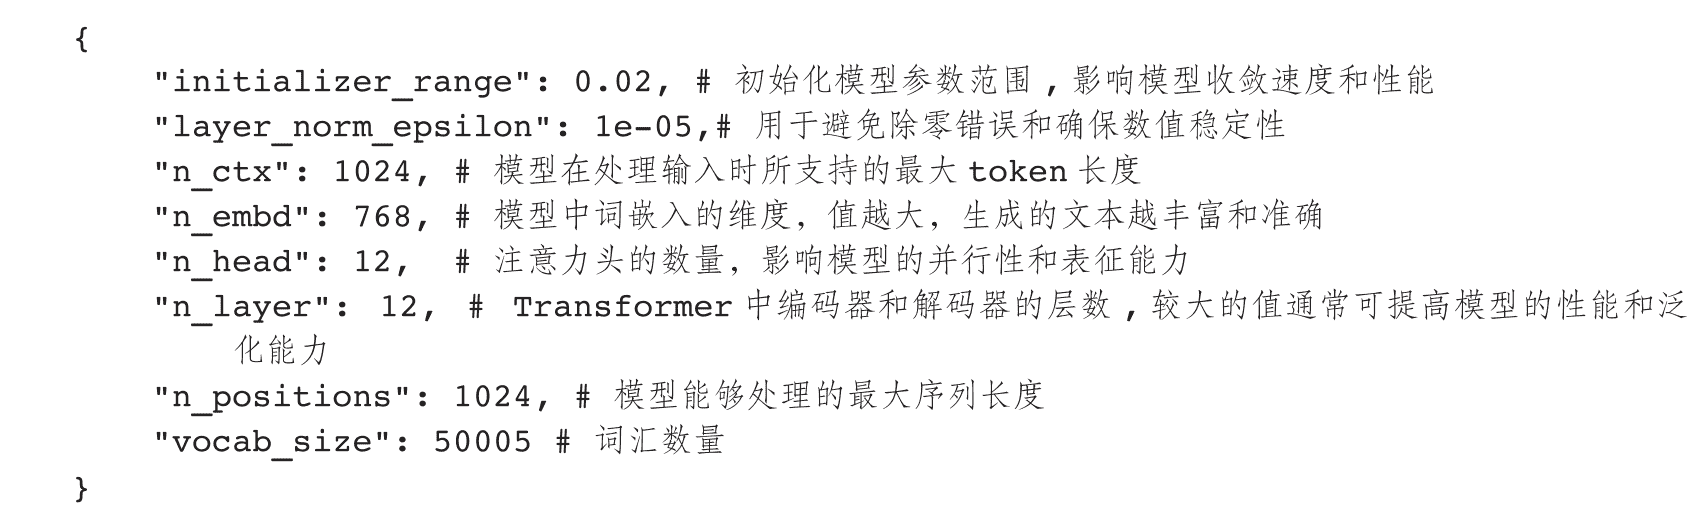 {
"initializer_range": 0.02, # 初始化模型参数范围,影响模型收敛速度和性能
"layer_norm_epsilon": 1e-05,# 用于避免除零错误和确保数值稳定性
"n_ctx": 1024, # 模型在处理输入时所支持的最大 token 长度
"n_embd": 768, # 模型中词嵌入的维度，值越大，生成的文本越丰富和准确
"n_head": 12,  # 注意力头的数量，影响模型的并行性和表征能力
"n_layer": 12, # Transformer 中编码器和解码器的层数,较大的值通常可提高模型的性能和泛
化能力
"n_positions": 1024, # 模型能够处理的最大序列长度
"vocab_size": 50005 # 词汇数量
}